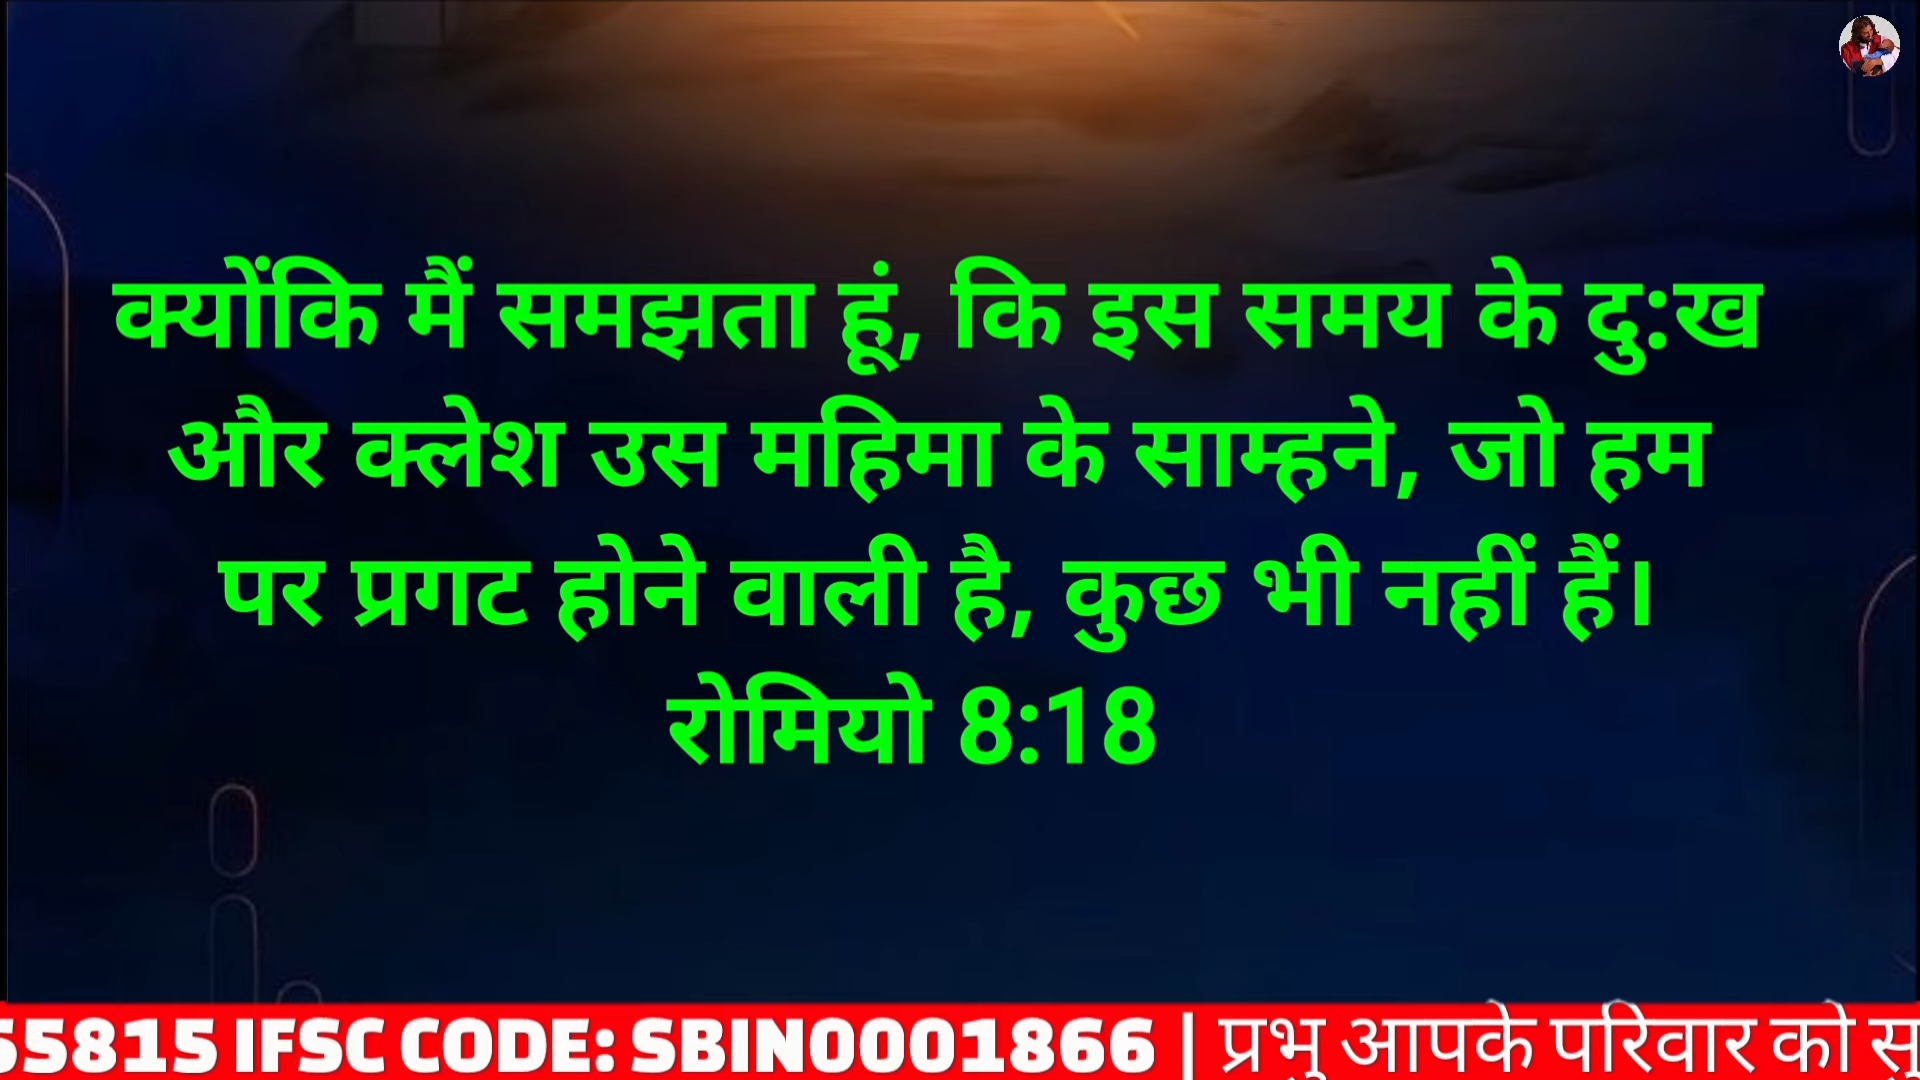 क्योंकि मैं समझता हूं, कि इस समय के दु:ख
और क्लेश उस महिमा के साम्हने, जो हम
पर प्रगट होने वाली है, कुछ भी नहीं हैं।
रोमियो 8:18
55815 IFSC CODE: SBIN0001866 | प्रभु आपके परिवार को